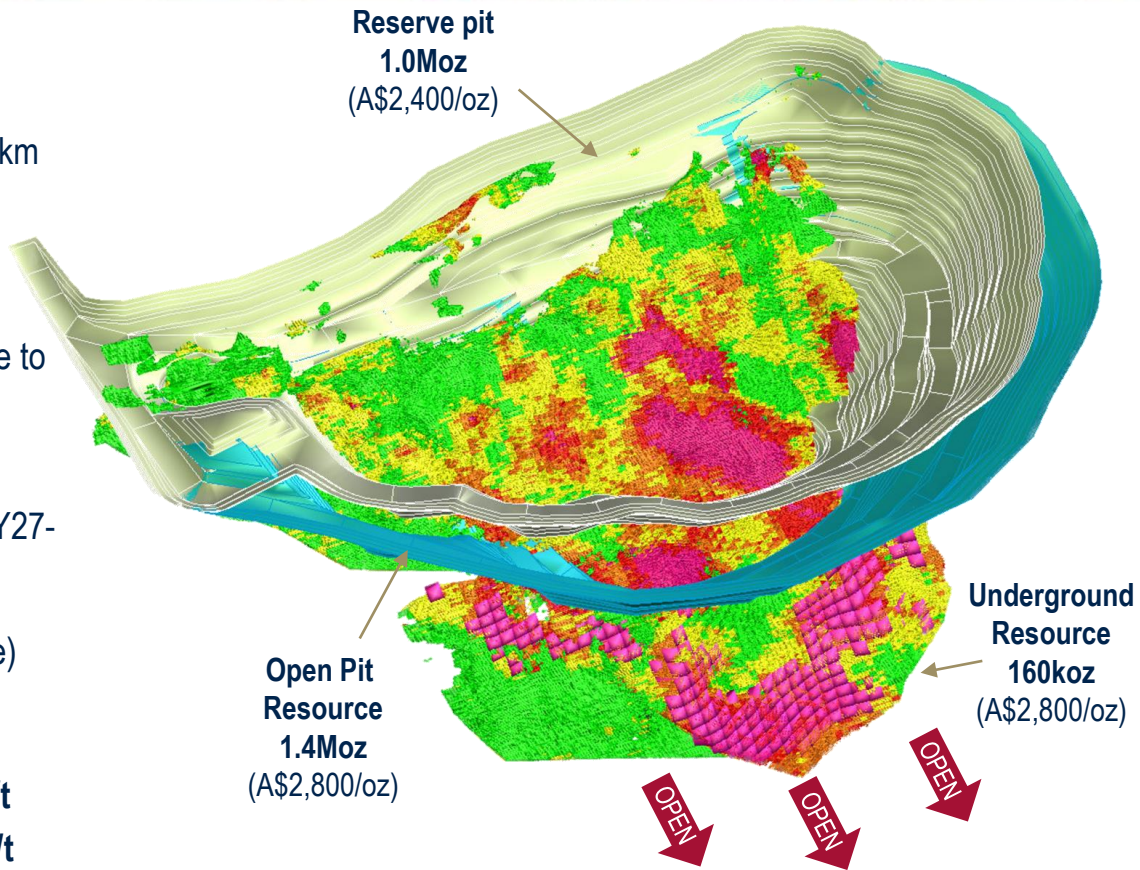 Reserve pit
1.0Moz
(A$2,400/oz)
km
e to
Y27-
e)
t
/t
Open Pit
Resource
1.4Moz
(A$2,800/oz)
Underground
Resource
160koz
(A$2,800/oz)
OPEN
OPEN
OPEN